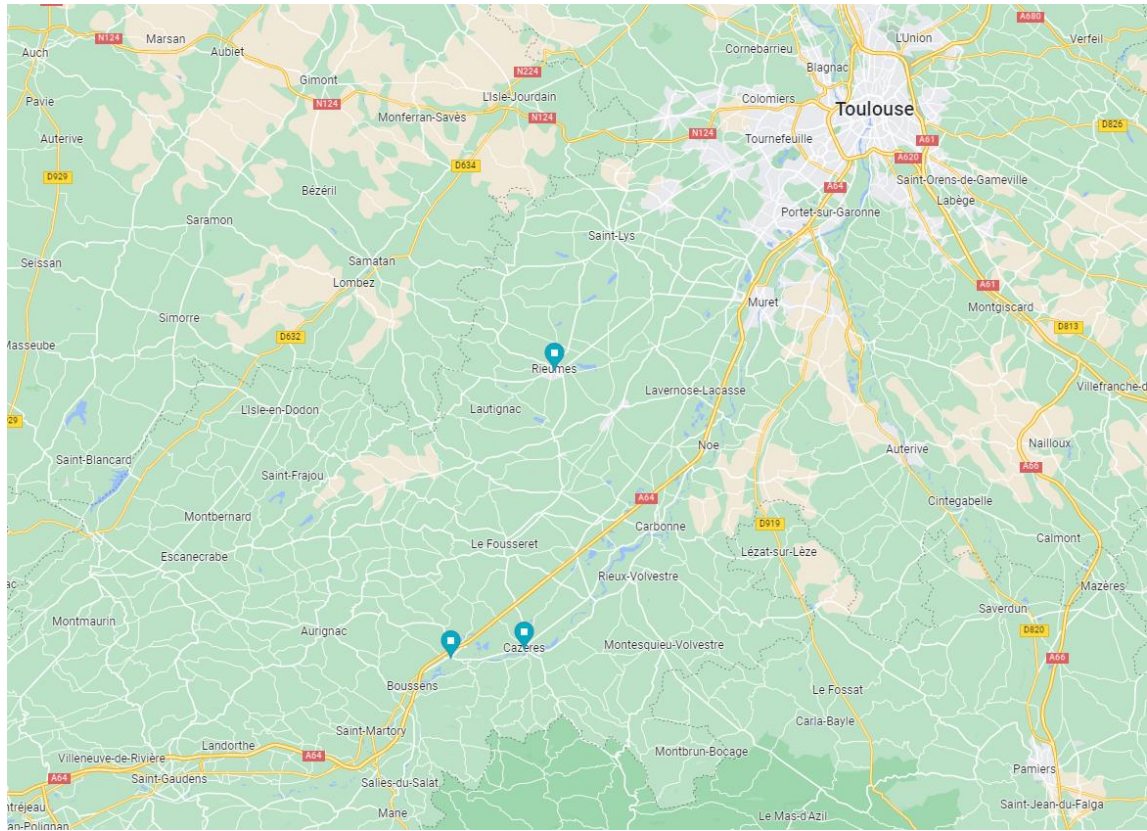 A680
Marsan
N124
L'Union
Verfeil
Auch
Aubiet
Cornebarrieu
Blagnac
Gimont
N224
L'Isle-Jourdain
Colomiers
Pavie
N124
Monferran-Savès
N124
Toulouse
N124
Tournefeuille
A61
D826
Auterive
A620
D634
D929
Saint-Orens-de-Gameville
Bézéril
A64
Labège
Saramon
Portet-sur-Garonne
Saint-Lys
Seissan
Samatan
Lombez
A61
Muret
Montgiscard
Simorre
D632
D813
Masseube
Rieumes
Lavernose-Lacasse
Villefranche-d
L'Isle-en-Dodon
Lautignac
29
Noe
Nailloux
Auterive
Saint-Blancard
Saint-Frajou
A66
A64
Cintegabelle
Montbernard
Carbonne
D919
Calmont
Le Fousseret
Lézat-sur-Lèze
Escanecrabe
Rieux-Volvestre
ac
Mazères
Saverdun
Montmaurin
Aurignac
D820
Cazères
Montesquieu-Volvestre
A66
Boussens
Le Fossat
Carla-Bayle
Saint-Martory
Landorthe
Montbrun-Bocage
Villeneuve-de-Rivière
A64
Pamiers
A64
Saint-Gaudens
Salies-du-Salat
ntréjeau
Mane
Saint-Jean-du-Falga
Le Mas-d'Azil
an-Polignan